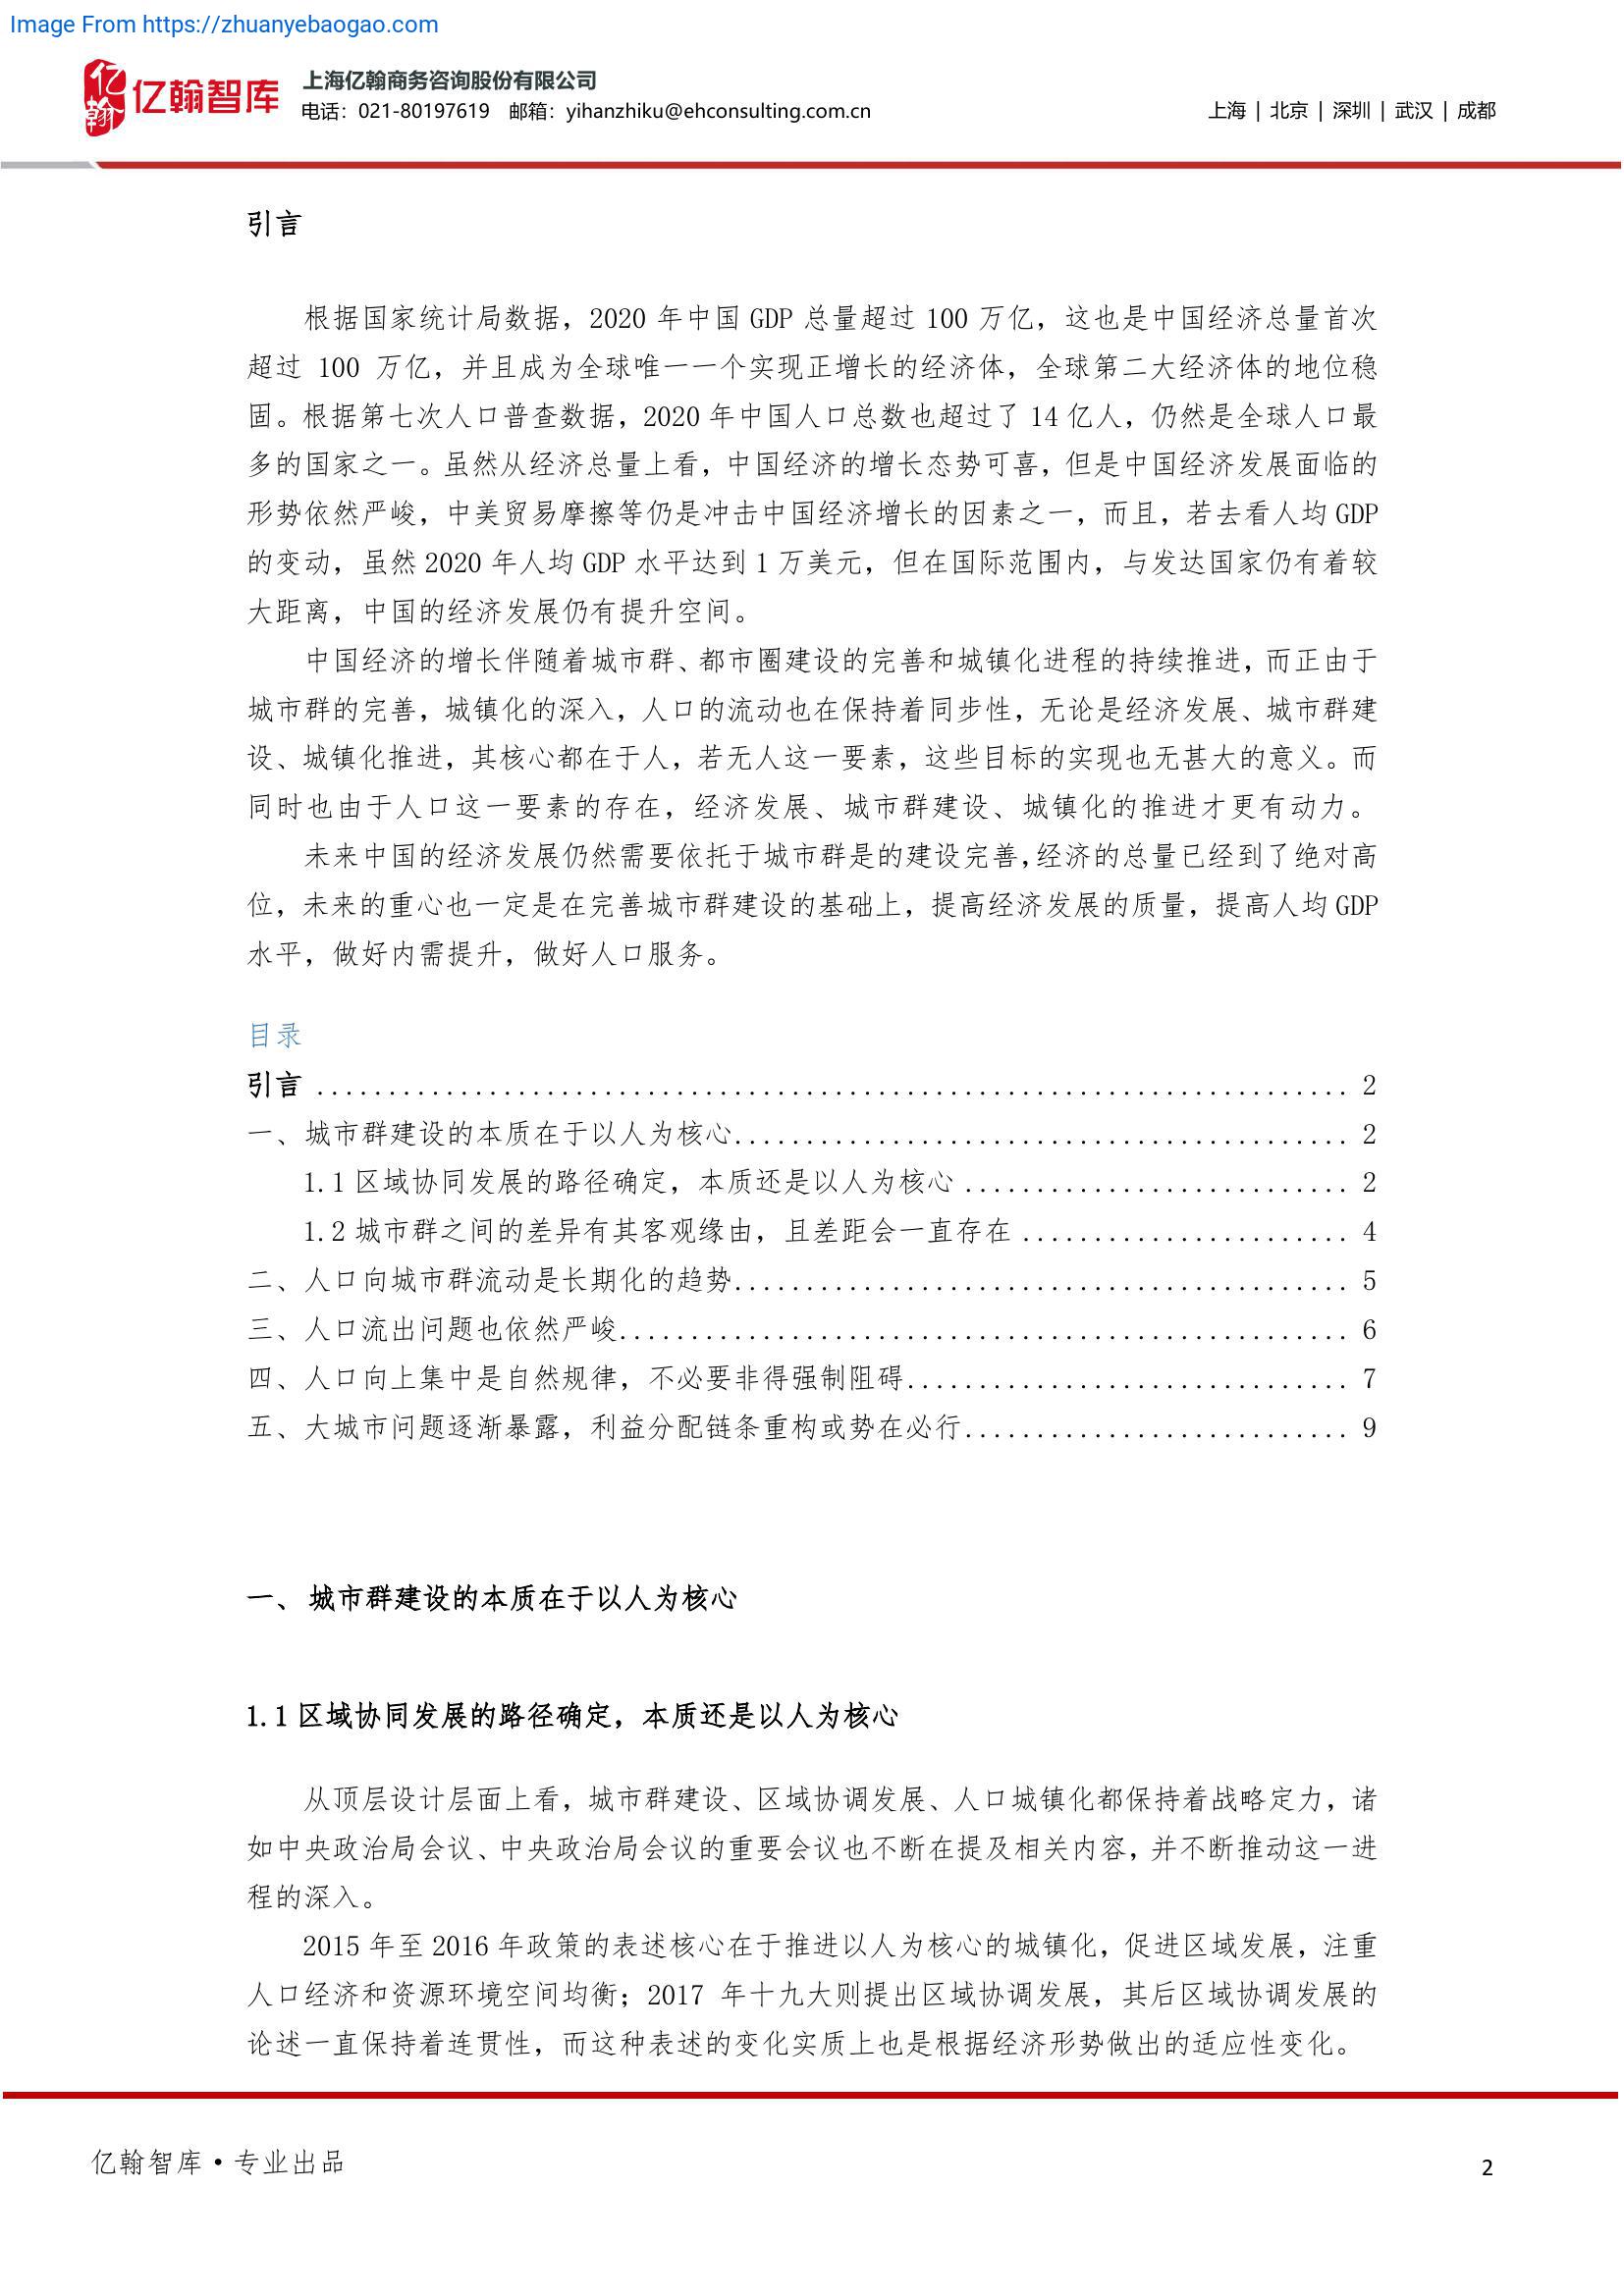 Image From https://zhuanyebaogao.com
亿翰
亿翰智库
上海亿翰商务咨询股份有限公司
电话：021-80197619 邮箱：yihanzhiku@ehconsulting.com.cn
上海 | 北京 | 深圳 | 武汉 | 成都
引言
根据国家统计局数据，2020 年中国 GDP 总量超过 100 万亿，这也是中国经济总量首次
超过 100 万亿，并且成为全球唯一一个实现正增长的经济体，全球第二大经济体的地位稳
固。根据第七次人口普查数据，2020 年中国人口总数也超过了 14 亿人，仍然是全球人口最
多的国家之一。虽然从经济总量上看，中国经济的增长态势可喜，但是中国经济发展面临的
形势依然严峻，中美贸易摩擦等仍是冲击中国经济增长的因素之一，而且，若去看人均 GDP
的变动，虽然 2020 年人均 GDP 水平达到 1 万美元，但在国际范围内，与发达国家仍有着较
大距离，中国的经济发展仍有提升空间。
中国经济的增长伴随着城市群、都市圈建设的完善和城镇化进程的持续推进，而正由于
城市群的完善，城镇化的深入，人口的流动也在保持着同步性，无论是经济发展、城市群建
设、城镇化推进，其核心都在于人，若无人这一要素，这些目标的实现也无甚大的意义。而
同时也由于人口这一要素的存在，经济发展、城市群建设、城镇化的推进才更有动力。
未来中国的经济发展仍然需要依托于城市群是的建设完善，经济的总量已经到了绝对高
位，未来的重心也一定是在完善城市群建设的基础上，提高经济发展的质量，提高人均 GDP
水平，做好内需提升，做好人口服务。
目录
引言 ........................................................................ 2
一、城市群建设的本质在于以人为核心........................................... 2
1.1 区域协同发展的路径确定，本质还是以人为核心 ........................... 2
1.2 城市群之间的差异有其客观缘由，且差距会一直存在 ....................... 4
二、人口向城市群流动是长期化的趋势........................................... 5
三、人口流出问题也依然严峻................................................... 6
四、人口向上集中是自然规律，不必要非得强制阻碍............................... 7
五、大城市问题逐渐暴露，利益分配链条重构或势在必行........................... 9
一、 城市群建设的本质在于以人为核心
1.1 区域协同发展的路径确定，本质还是以人为核心
从顶层设计层面上看，城市群建设、区域协调发展、人口城镇化都保持着战略定力，诸
如中央政治局会议、中央政治局会议的重要会议也不断在提及相关内容，并不断推动这一进
程的深入。
2015 年至 2016 年政策的表述核心在于推进以人为核心的城镇化，促进区域发展，注重
人口经济和资源环境空间均衡；2017 年十九大则提出区域协调发展，其后区域协调发展的
论述一直保持着连贯性，而这种表述的变化实质上也是根据经济形势做出的适应性变化。
亿翰智库·专业出品
2